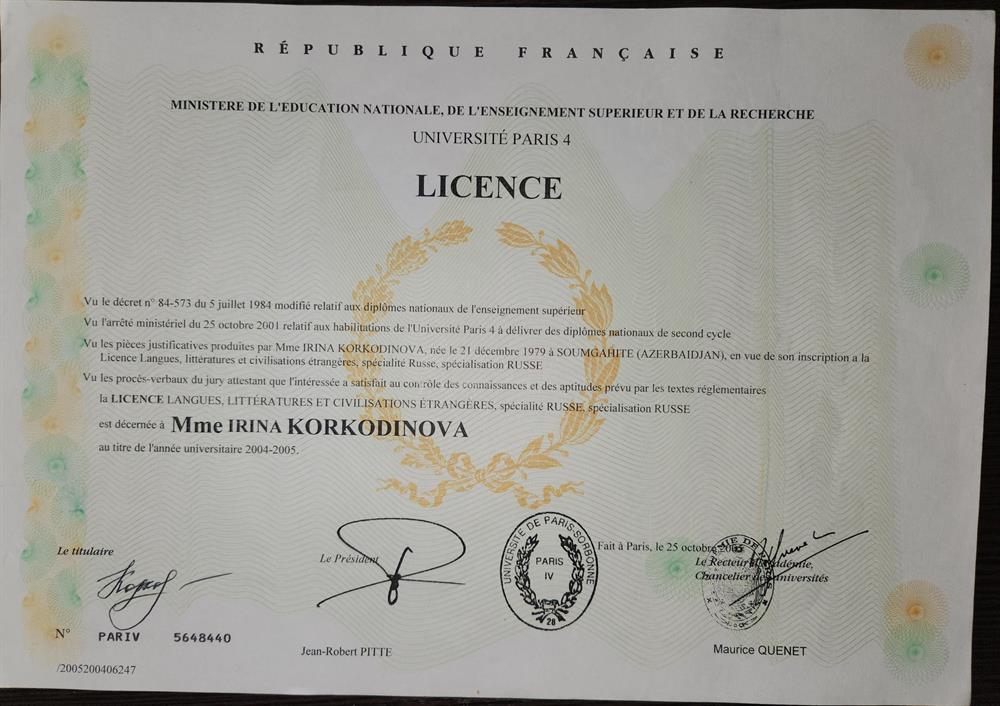 RÉPUBLIQUE FRANÇAISE
MINISTERE DE L'EDUCATION NATIONALE, DE L'ENSEIGNEMENT SUPERIEUR ET DE LA RECHERCHE
UNIVERSITÉ PARIS 4
LICENCE
Vu le décret n° 84-573 du 5 juillet 1984 modifié relatif aux diplômes nationaux de l'enseignement supérieur
Vu l'arrêté ministériel du 25 octobre 2001 relatif aux habilitations de l'Université Paris 4 à délivrer des diplômes nationaux de second cycle
Vu les pièces justificatives produites par Mme IRINA KORKODINOVA, née le 21 décembre 1979 à SOUMGAHITE (AZERBAIDJAN), en vue de son inscription a la
Licence Langues, littératures et civilisations étrangères, spécialité Russe, spécialisation RUSSE
Vu les procès-verbaux du jury attestant que l'intéressée a satisfait au contrôle des connaissances et des aptitudes prévu par les textes réglementaires
la LICENCE LANGUES, LITTÉRATURES ET CIVILISATIONS ÉTRANGÈRES, spécialité RUSSE, spécialisation RUSSE
est décernée à Mme IRINA KORKODINOVA
au titre de l'année universitaire 2004-2005.
Le titulaire
Le Président
UNIVERSITE DE PARIS-SORBONNE
PARIS
IV
28
Fait à Paris, le 25 octobre 2005
Le Recteur d'Académie,
Chancelier des universités
N° PARIV 5648440
/2005200406247
Jean-Robert PITTE
Maurice QUENET